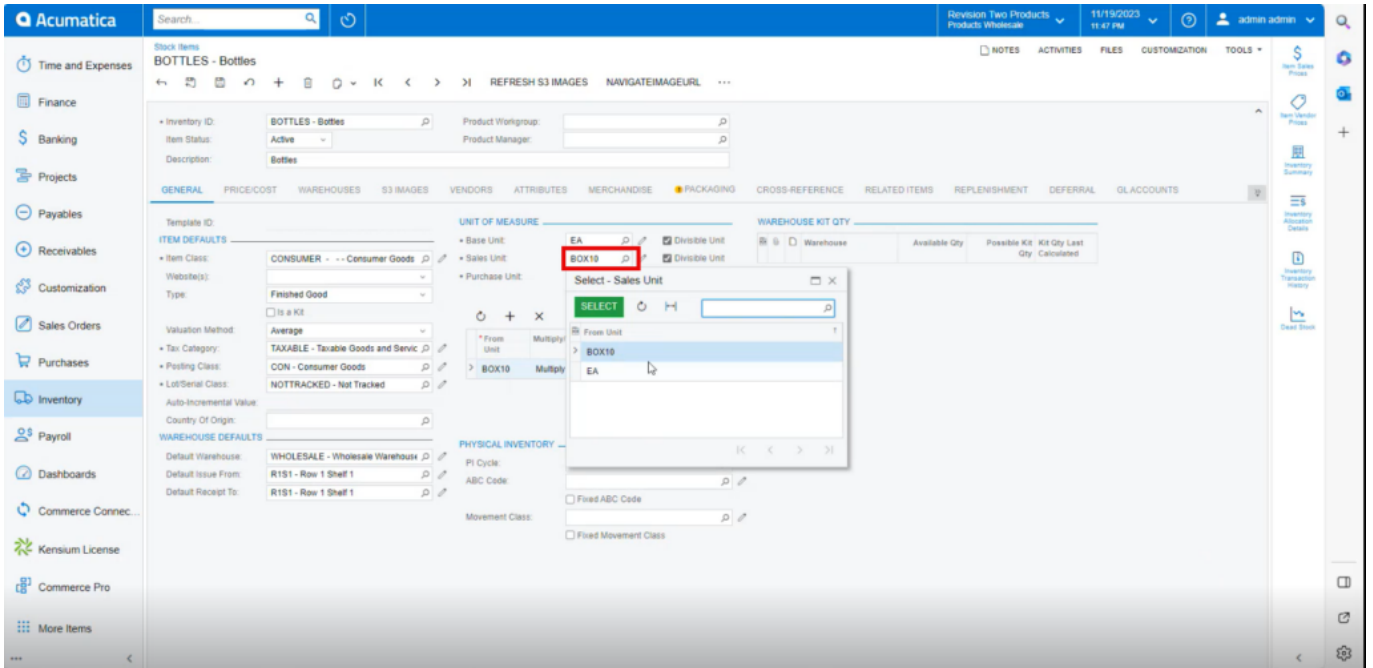 Acumatica
Search...
Revision Two Products
Products Wholesale
11/19/2023
11:47 PM
admin admin
Time and Expenses
Finance
Banking
Projects
Payables
Receivables
Customization
Sales Orders
Purchases
Inventory
Payroll
Dashboards
Commerce Connec...
Kensium License
Commerce Pro
More Items
Stock Items
BOTTLES - Bottles
NOTES ACTIVITIES FILES CUSTOMIZATION TOOLS
REFRESH S3 IMAGES NAVIGATEIMAGEURL ...
Inventory ID: BOTTLES - Bottles Product Workgroup:
Item Status: Active Product Manager:
Description: Bottles
GENERAL PRICE/COST WAREHOUSES S3 IMAGES VENDORS ATTRIBUTES MERCHANDISE PACKAGING CROSS-REFERENCE RELATED ITEMS REPLENISHMENT DEFERRAL GL ACCOUNTS
Template ID:
ITEM DEFAULTS
Item Class: CONSUMER - - - Consumer Goods
Website(s):
Type: Finished Good
Is a Kit
Valuation Method: Average
Tax Category: TAXABLE - Taxable Goods and Servic
Posting Class: CON - Consumer Goods
Lot/Serial Class: NOTTRACKED - Not Tracked
Auto-Incremental Value:
Country Of Origin:
WAREHOUSE DEFAULTS
Default Warehouse: WHOLESALE - Wholesale Warehouse
Default Issue From: R1S1 - Row 1 Shelf 1
Default Receipt To: R1S1 - Row 1 Shelf 1
UNIT OF MEASURE
Base Unit: EA Divisible Unit
Sales Unit: BOX10 Divisible Unit
Purchase Unit:
From Unit Multiply
BOX10 Multiply
Select - Sales Unit
SELECT
From Unit
BOX10
EA
PHYSICAL INVENTORY
PI Cycle:
ABC Code:
Fixed ABC Code
Movement Class:
Fixed Movement Class
WAREHOUSE KIT QTY
Warehouse Available Qty Possible Kit Qty Kit Qty Last Calculated
Item Sales Prices
Item Vendor Prices
Inventory Summary
Inventory Allocation Details
Inventory Transaction History
Dead Stock